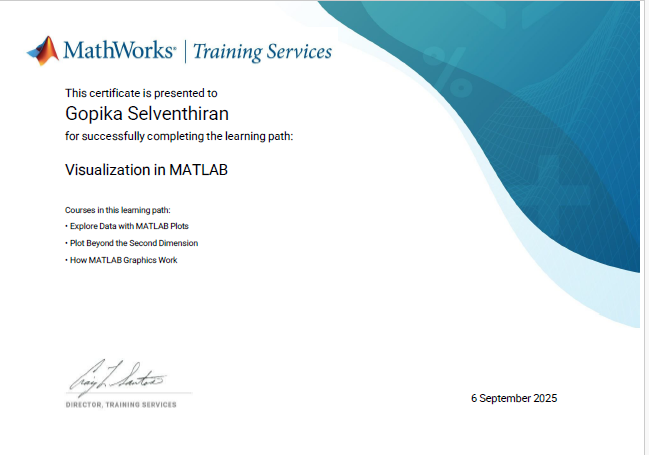 MathWorks® | Training Services
This certificate is presented to
Gopika Selventhiran
for successfully completing the learning path:
Visualization in MATLAB
Courses in this learning path:
• Explore Data with MATLAB Plots
• Plot Beyond the Second Dimension
• How MATLAB Graphics Work
Craig T. Santos
DIRECTOR, TRAINING SERVICES
6 September 2025
%
+